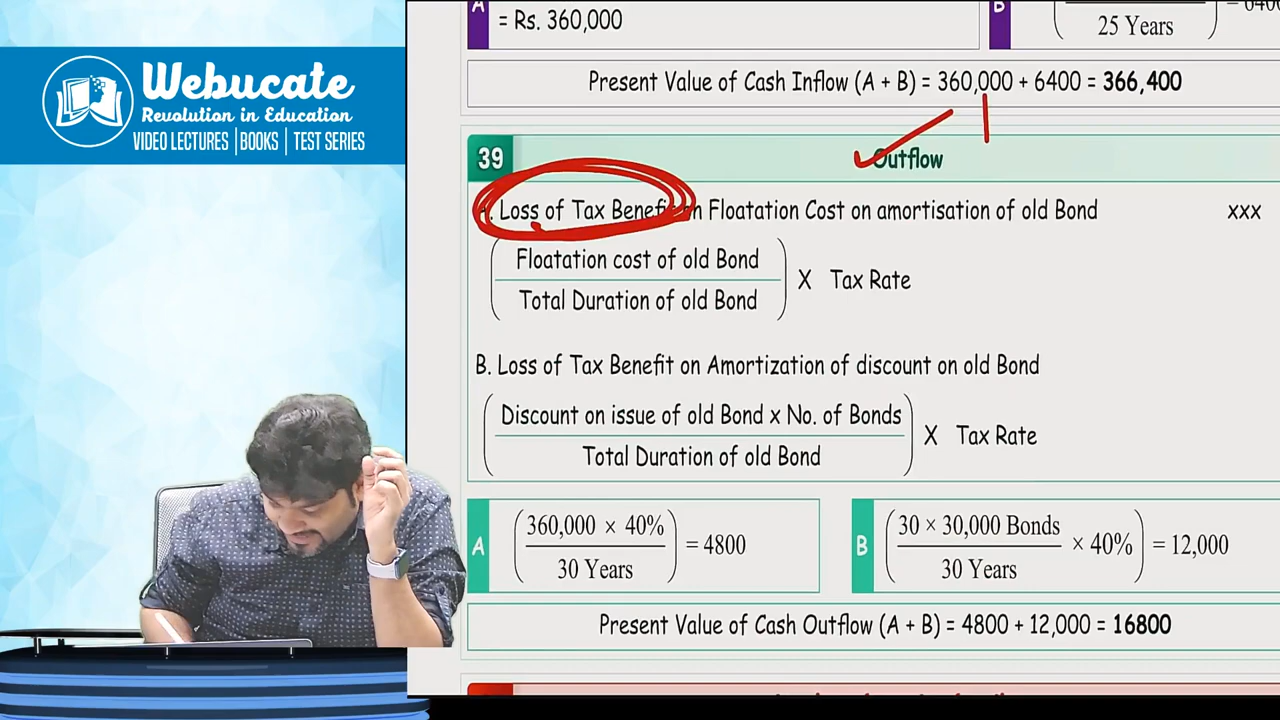 Webucate
Revolution in Education
VIDEO LECTURES | BOOKS | TEST SERIES
A
= Rs. 360,000
B
25 Years
Present Value of Cash Inflow (A + B) = 360,000 + 6400 = 366,400
39
Outflow
Loss of Tax Benefit on Floatation Cost on amortisation of old Bond xxx
Floatation cost of old Bond
Total Duration of old Bond
X Tax Rate
B. Loss of Tax Benefit on Amortization of discount on old Bond
Discount on issue of old Bond x No. of Bonds
Total Duration of old Bond
X Tax Rate
A
360,000 × 40%
30 Years
= 4800
B
30 × 30,000 Bonds
30 Years
× 40%
= 12,000
Present Value of Cash Outflow (A + B) = 4800 + 12,000 = 16800